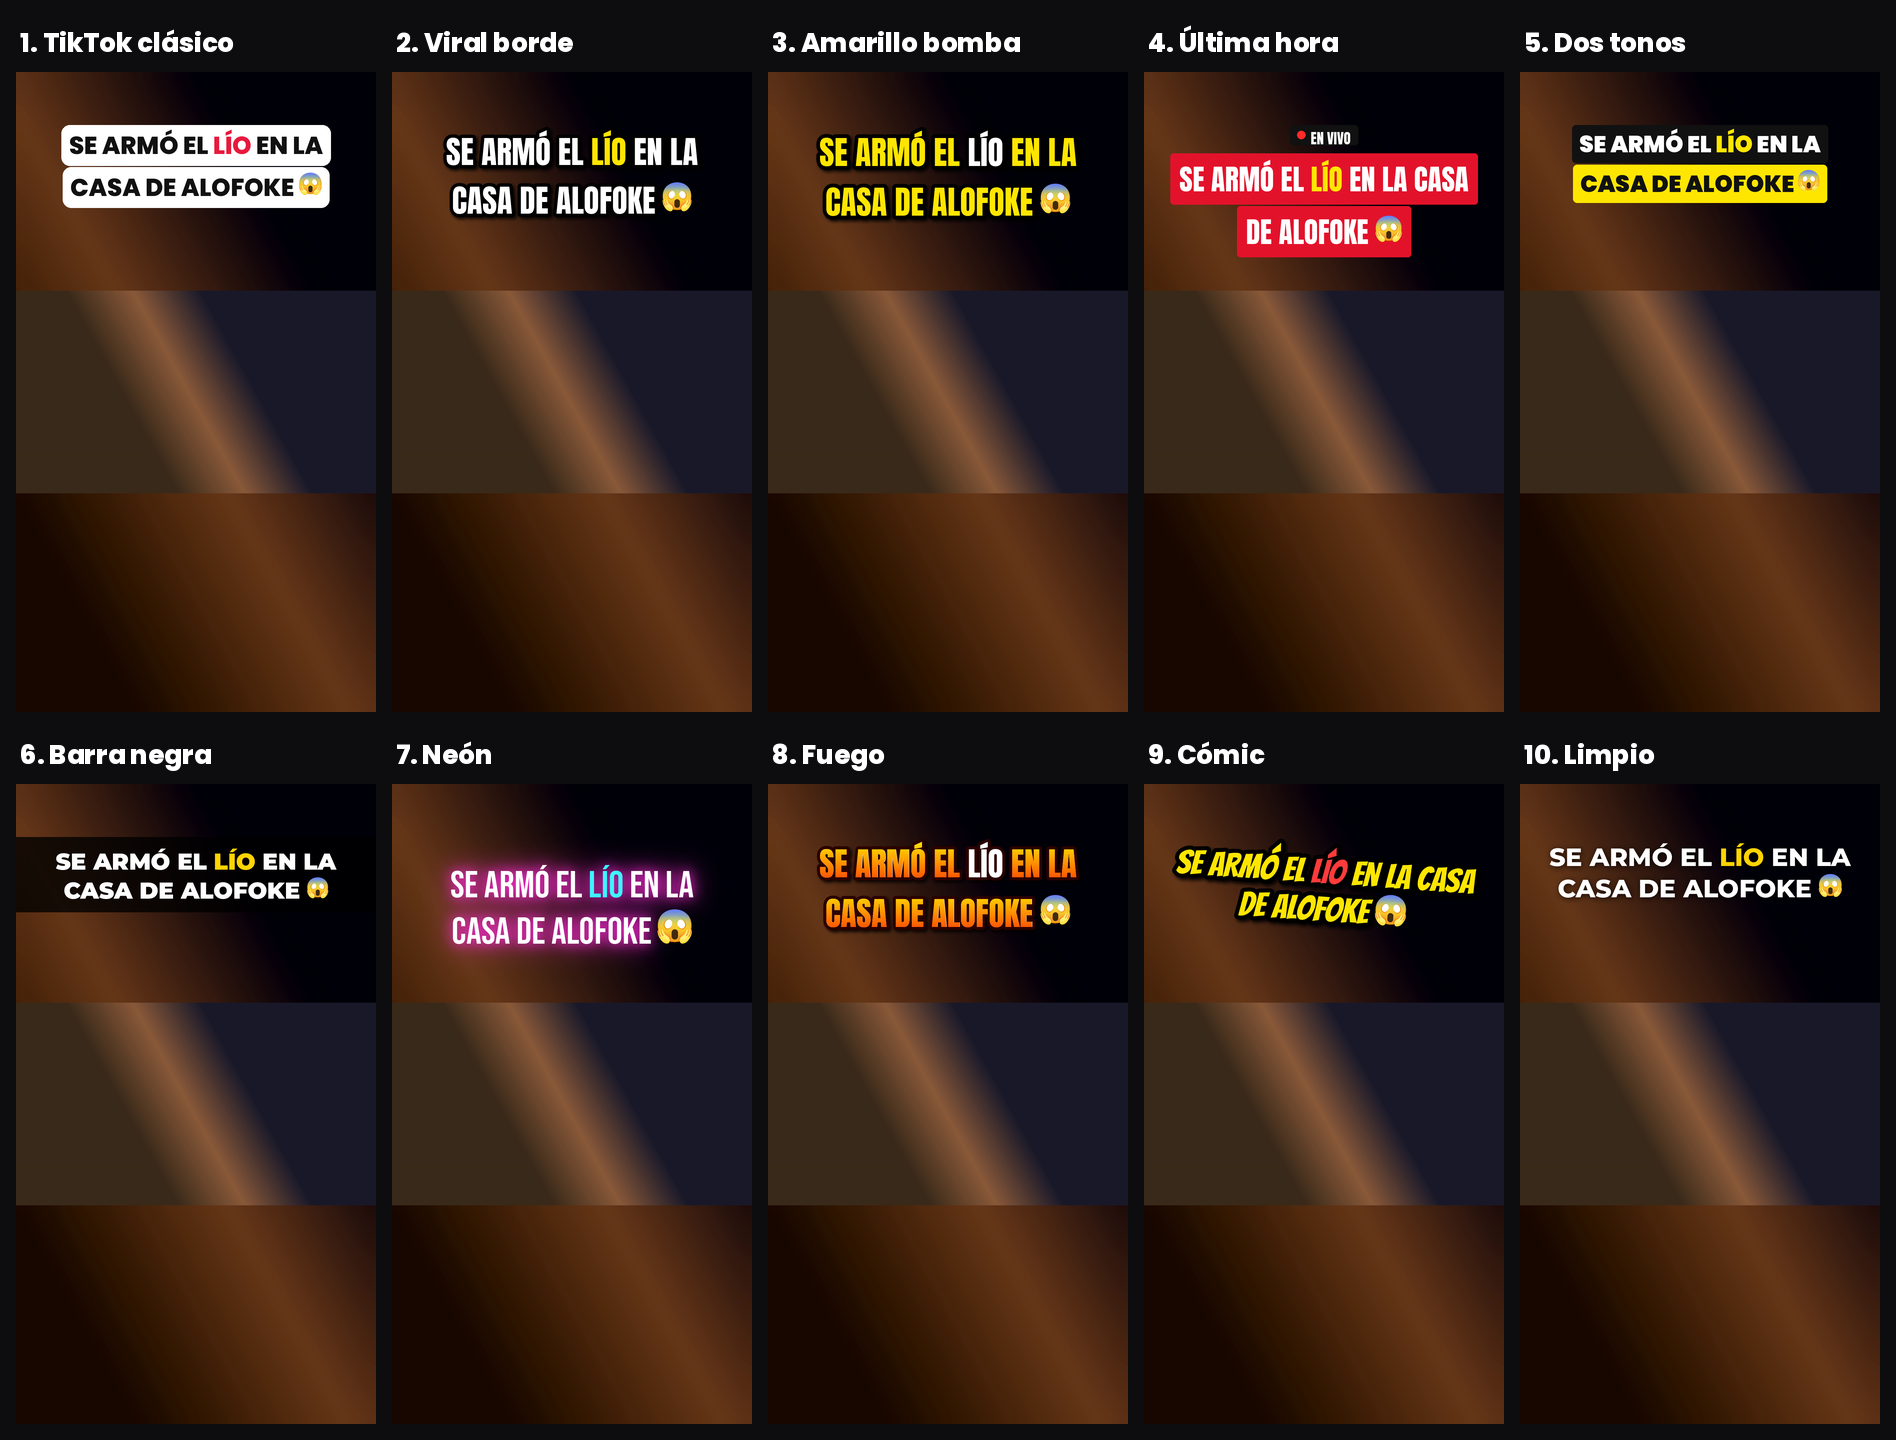 1. TikTok clásico
SE ARMÓ EL LÍO EN LA
CASA DE ALOFOKE 😱
2. Viral borde
SE ARMÓ EL LÍO EN LA
CASA DE ALOFOKE 😱
3. Amarillo bomba
SE ARMÓ EL LÍO EN LA
CASA DE ALOFOKE 😱
4. Última hora
EN VIVO
SE ARMÓ EL LÍO EN LA CASA
DE ALOFOKE 😱
5. Dos tonos
SE ARMÓ EL LÍO EN LA
CASA DE ALOFOKE 😱
6. Barra negra
SE ARMÓ EL LÍO EN LA
CASA DE ALOFOKE 😱
7. Neón
SE ARMÓ EL LÍO EN LA
CASA DE ALOFOKE 😱
8. Fuego
SE ARMÓ EL LÍO EN LA
CASA DE ALOFOKE 😱
9. Cómic
SE ARMÓ EL LÍO EN LA CASA
DE ALOFOKE 😱
10. Limpio
SE ARMÓ EL LÍO EN LA
CASA DE ALOFOKE 😱